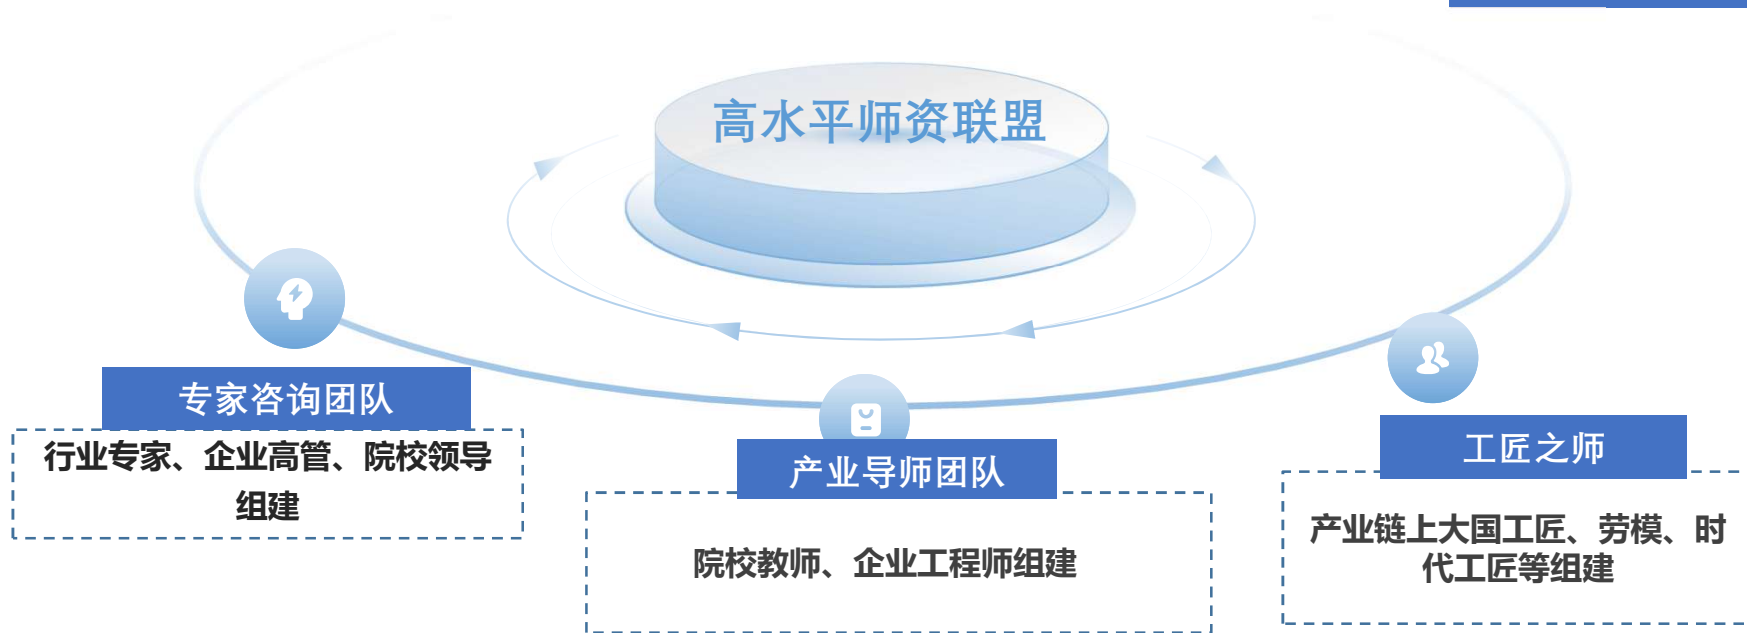 高水平师资联盟
专家咨询团队
行业专家、企业高管、院校领导
组建
产业导师团队
院校教师、企业工程师组建
工匠之师
产业链上大国工匠、劳模、时
代工匠等组建